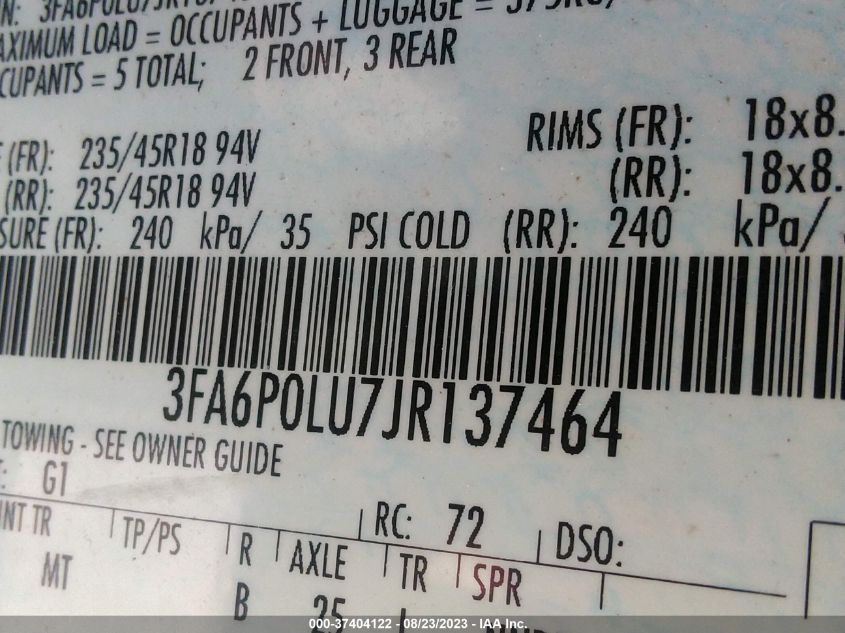 MAXIMUM LOAD = OCCUPANTS + LUGGAGE =
OCCUPANTS = 5 TOTAL; 2 FRONT, 3 REAR
(FR): 235/45R18 94V RIMS (FR): 18x8.
(RR): 235/45R18 94V (RR): 18x8.
SURE (FR): 240 kPa/ 35 PSI COLD (RR): 240 kPa/
3FA6P0LU7JR137464
TOWING - SEE OWNER GUIDE
: G1 RC: 72 DSO:
INT TR TP/PS R AXLE TR SPR
MT B 25
000-37404122 - 08/23/2023 - IAA Inc.